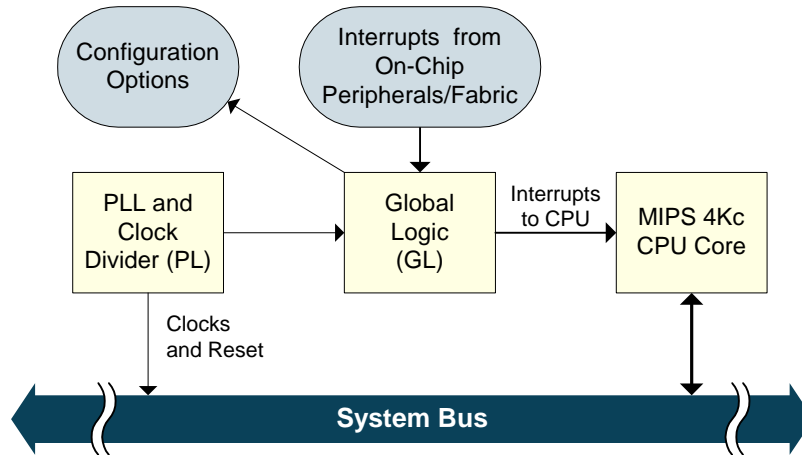 Configuration
Options
Interrupts from
On-Chip
Peripherals/Fabric
PLL and
Clock
Divider (PL)
Global
Logic
(GL)
Interrupts
to CPU
MIPS 4Kc
CPU Core
Clocks
and Reset
System Bus